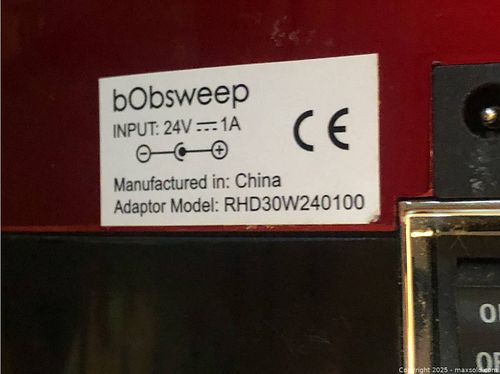 bObsweep
INPUT: 24V ⎓ 1A
Manufactured in: China
Adaptor Model: RHD30W240100
CE
Copyright 2025 - maxsold.com